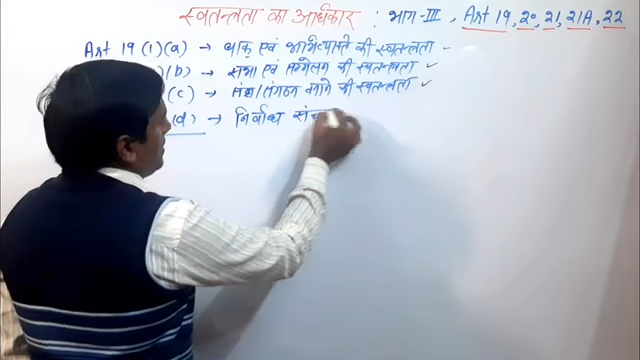 स्वतन्त्रता का अधिकार : भाग-III, Art 19, 20, 21, 21A, 22
Art 19 (1)(a) → वाक् एवं अभिव्यक्ति की स्वतन्त्रता
)(b) → सभा एवं सम्मेलन की स्वतन्त्रता ✓
(c) → संघ/संगठन बनाने की स्वतन्त्रता ✓
(d) → निर्बाध संच